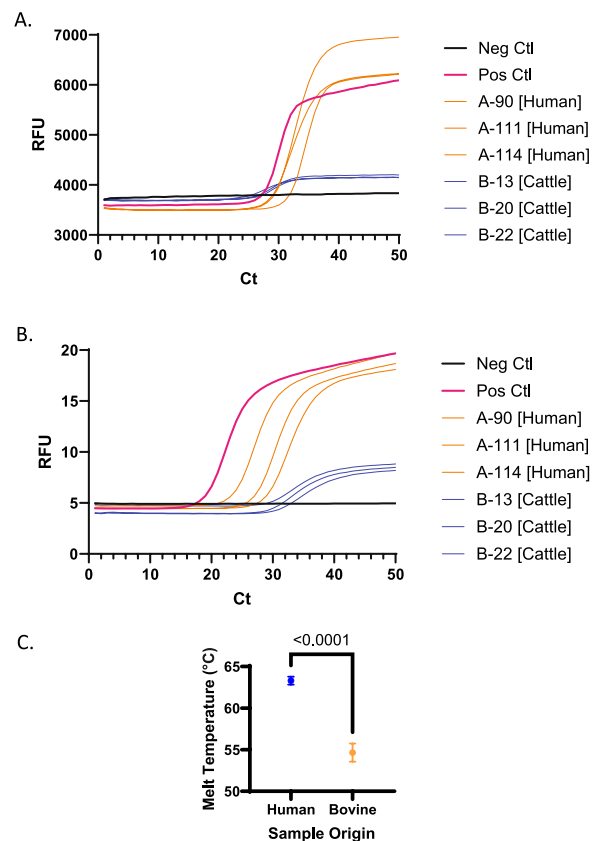 A.
7000
6000
5000
4000
3000
RFU
0 10 20 30 40 50
Ct
Neg Ctl
Pos Ctl
A-90 [Human]
A-111 [Human]
A-114 [Human]
B-13 [Cattle]
B-20 [Cattle]
B-22 [Cattle]
B.
20
15
10
5
0
RFU
0 10 20 30 40 50
Ct
Neg Ctl
Pos Ctl
A-90 [Human]
A-111 [Human]
A-114 [Human]
B-13 [Cattle]
B-20 [Cattle]
B-22 [Cattle]
C.
<0.0001
65
60
55
50
Melt Temperature (°C)
Human Bovine
Sample Origin